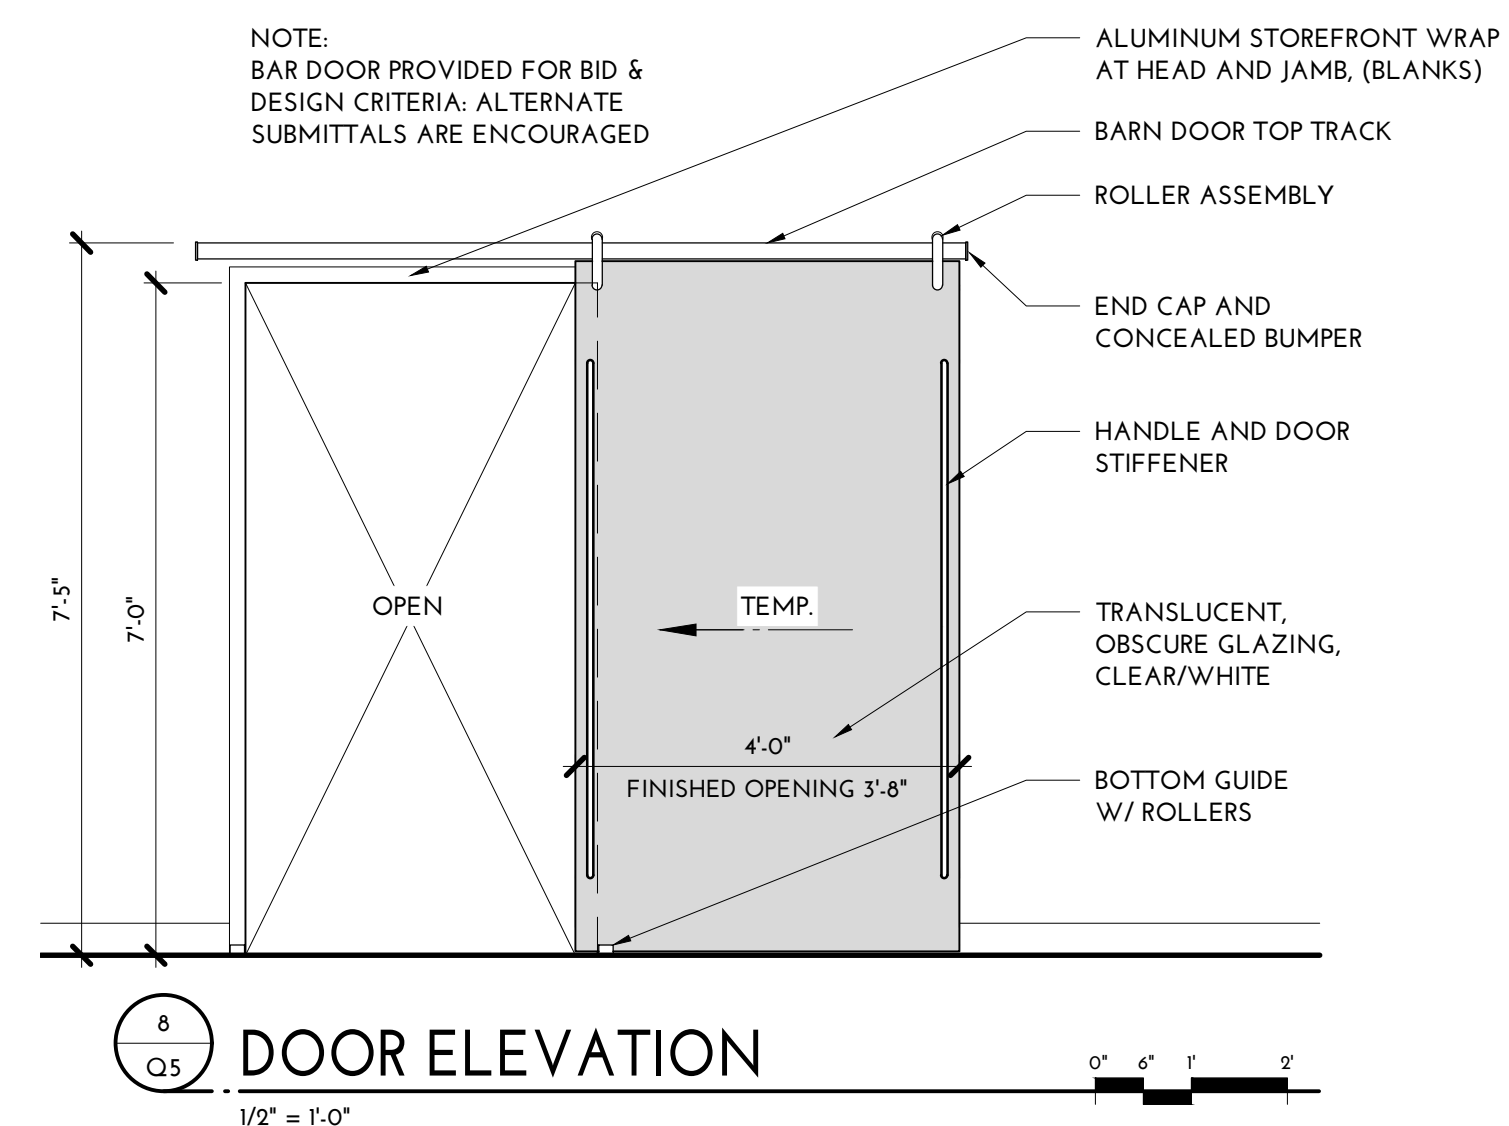 NOTE:
BAR DOOR PROVIDED FOR BID &
DESIGN CRITERIA: ALTERNATE
SUBMITTALS ARE ENCOURAGED
ALUMINUM STOREFRONT WRAP
AT HEAD AND JAMB, (BLANKS)
BARN DOOR TOP TRACK
ROLLER ASSEMBLY
END CAP AND
CONCEALED BUMPER
HANDLE AND DOOR
STIFFENER
7'-5"
7'-0"
OPEN
TEMP.
TRANSLUCENT,
OBSCURE GLAZING,
CLEAR/WHITE
4'-0"
FINISHED OPENING 3'-8"
BOTTOM GUIDE
W/ ROLLERS
8
Q5
DOOR ELEVATION
1/2" = 1'-0"
0" 6" 1' 2'